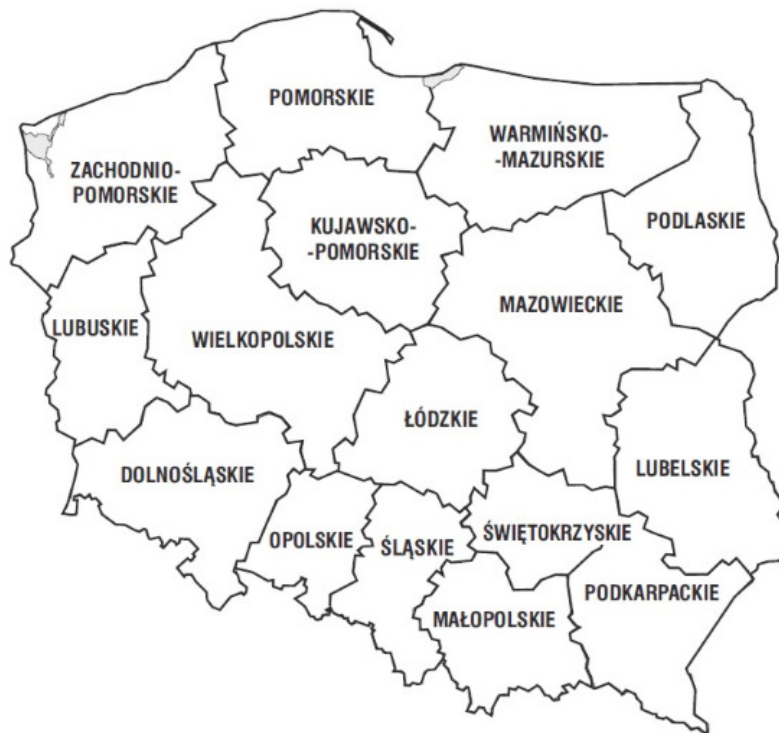 POMORSKIE
WARMIŃSKO-
-MAZURSKIE
ZACHODNIO-
POMORSKIE
KUJAWSKO-
-POMORSKIE
PODLASKIE
MAZOWIECKIE
LUBUSKIE
WIELKOPOLSKIE
ŁÓDZKIE
DOLNOŚLĄSKIE
LUBELSKIE
OPOLSKIE
ŚLĄSKIE
ŚWIĘTOKRZYSKIE
PODKARPACKIE
MAŁOPOLSKIE